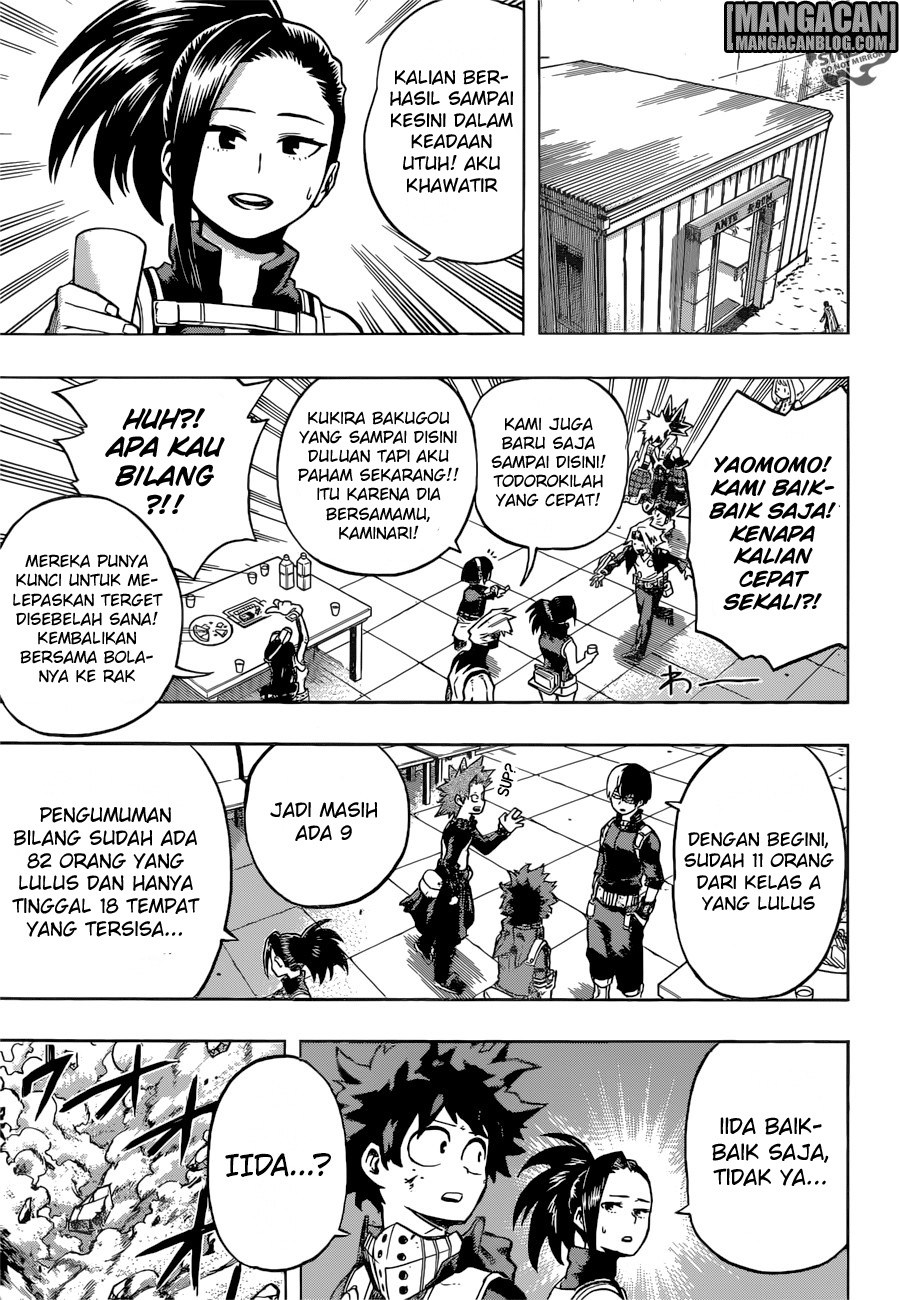 [MANGACAN]
MANGACANBLOG.COM
DO NOT MIRROR
KALIAN BER-
HASIL SAMPAI
KESINI DALAM
KEADAAN
UTUH! AKU
KHAWATIR
YAOMOMO!
KAMI BAIK-
BAIK SAJA!
KENAPA
KALIAN
CEPAT
SEKALI?!
わー
KAMI JUGA
BARU SAJA
SAMPAI DISINI!
TODOROKILAH
YANG CEPAT!
KUKIRA BAKUGOU
YANG SAMPAI DISINI
DULUAN TAPI AKU
PAHAM SEKARANG!!
ITU KARENA DIA
BERSAMAMU,
KAMINARI!
HUH?!
APA KAU
BILANG
?!!
MEREKA PUNYA
KUNCI UNTUK ME-
LEPASKAN TERGET
DISEBELAH SANA!
KEMBALIKAN
BERSAMA BOLA-
NYA KE RAK
DENGAN BEGINI,
SUDAH 11 ORANG
DARI KELAS A
YANG LULUS
SUP?
JADI MASIH
ADA 9
PENGUMUMAN
BILANG SUDAH ADA
82 ORANG YANG
LULUS DAN HANYA
TINGGAL 18 TEMPAT
YANG TERSISA...
IIDA BAIK-
BAIK SAJA,
TIDAK YA...
IIDA...?